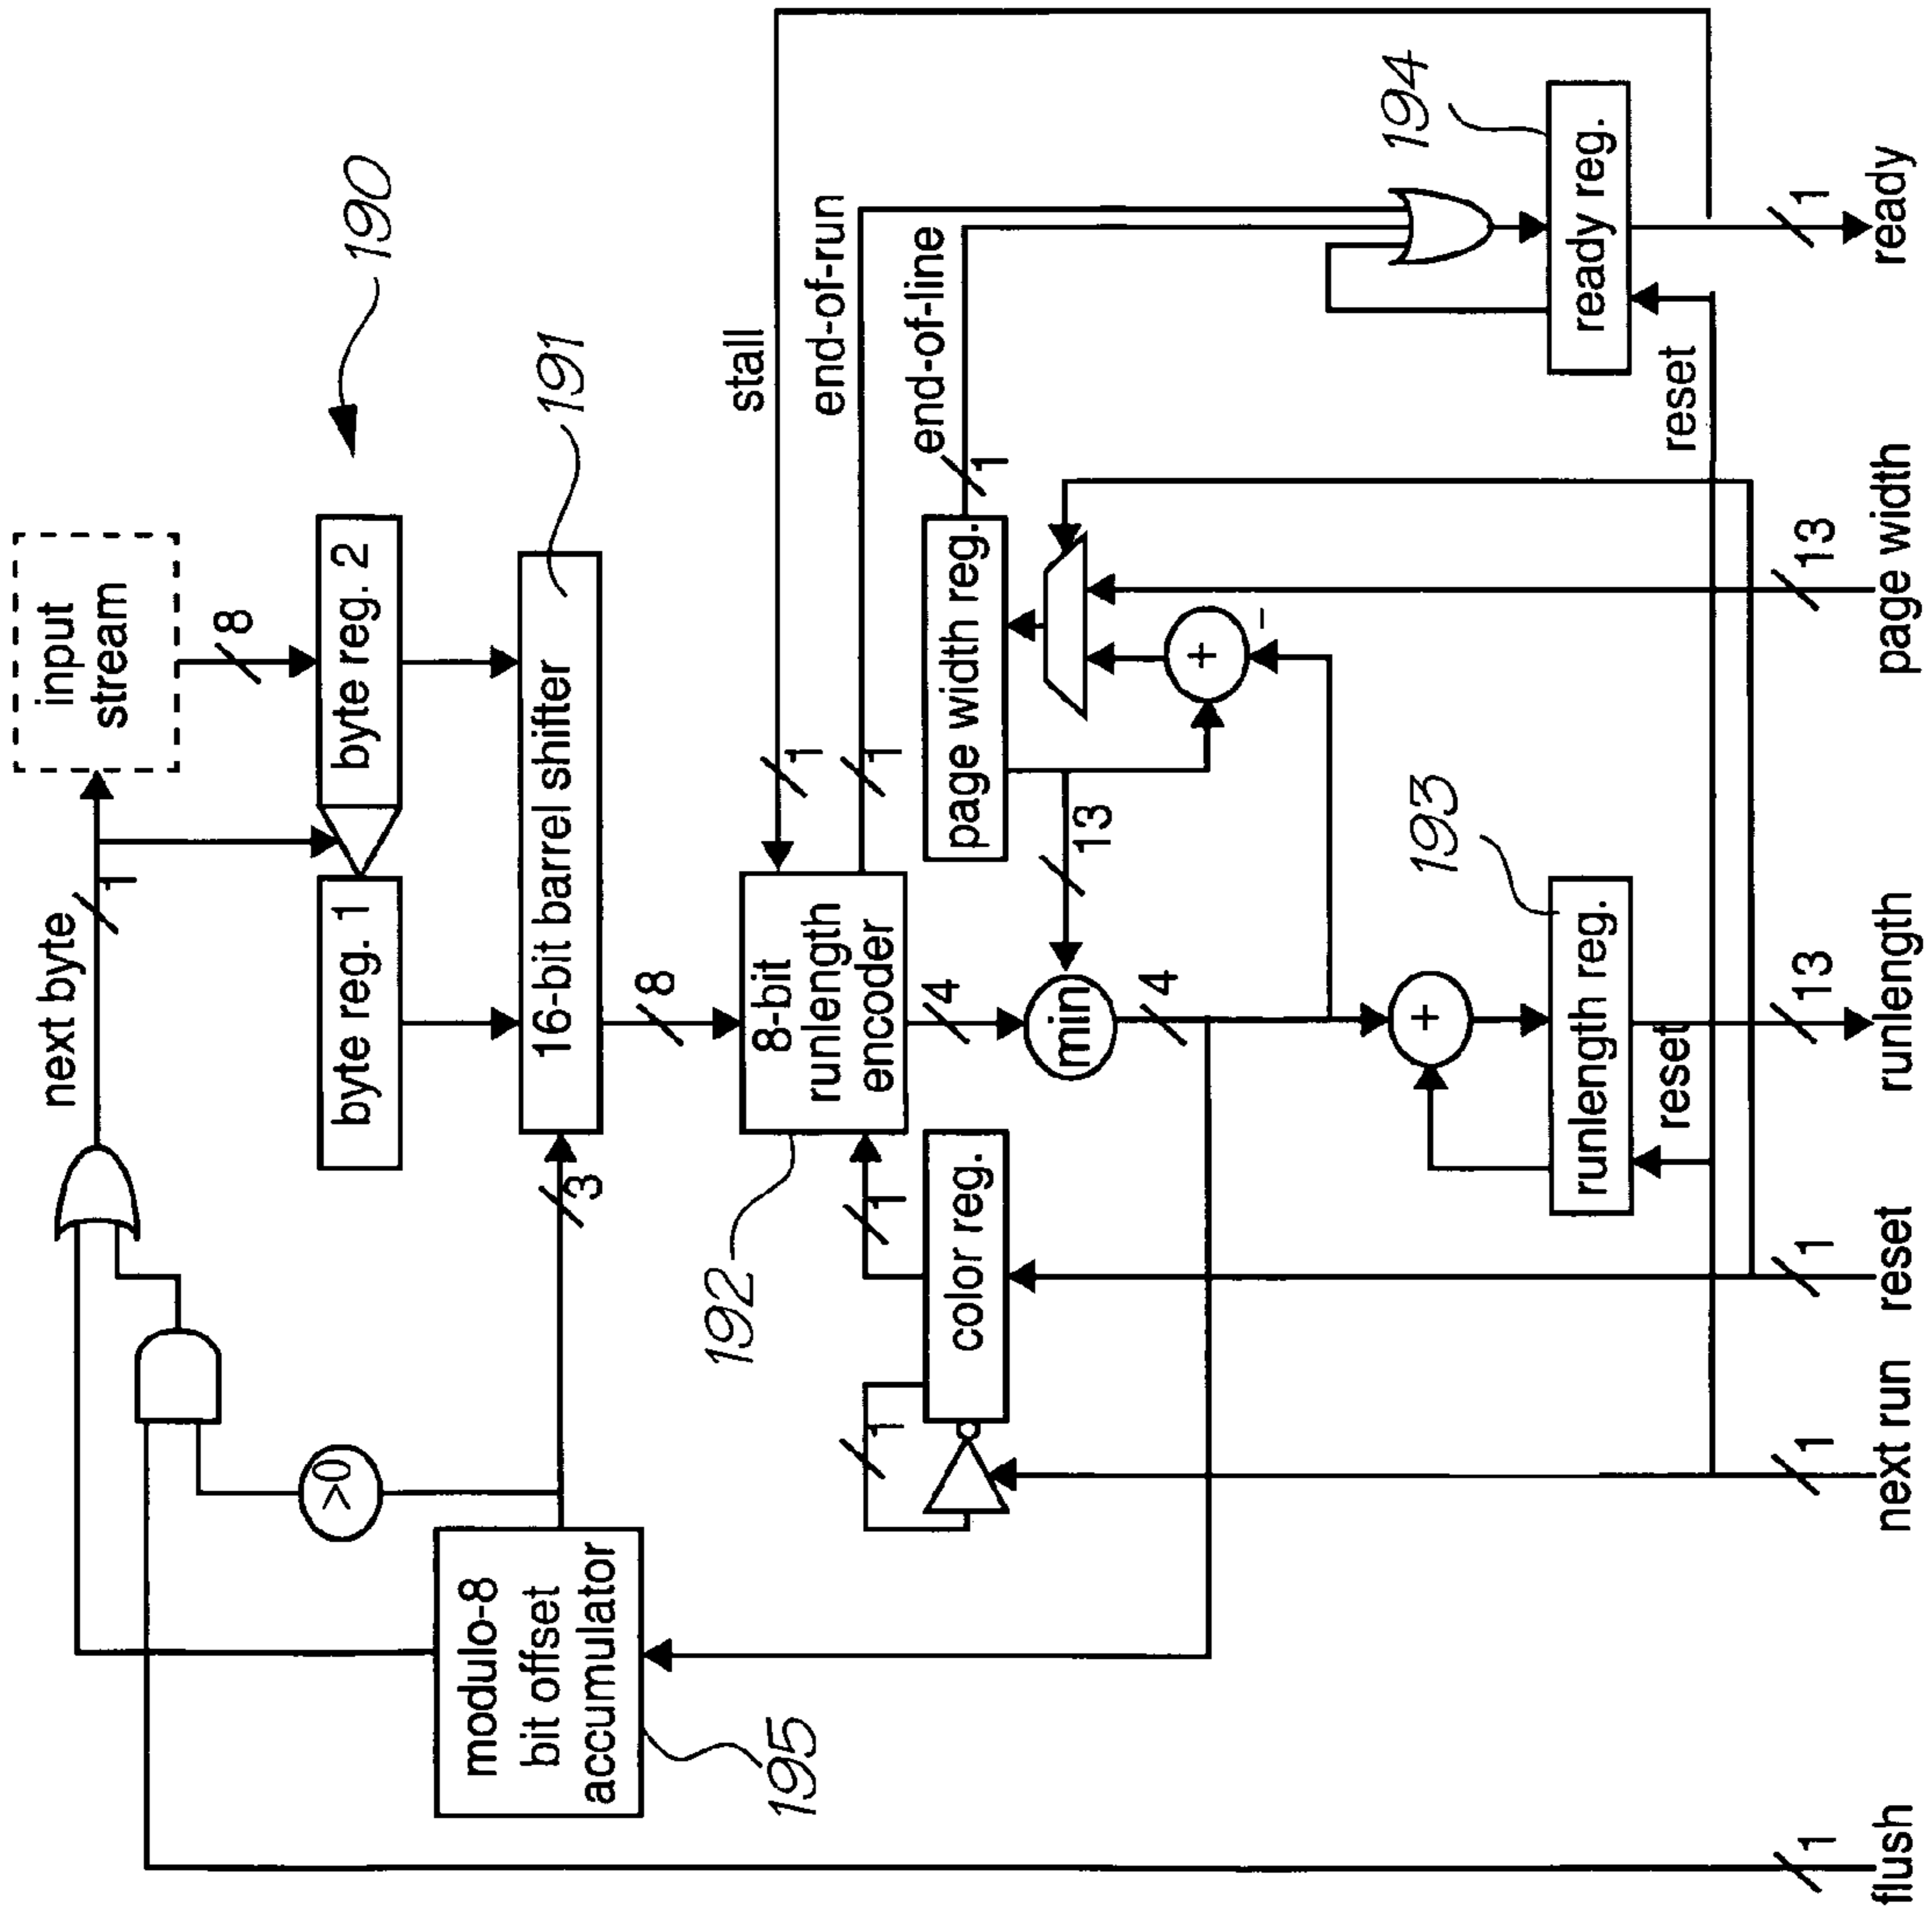 190
input
stream
8
next byte
1
byte reg. 1
byte reg. 2
191
16-bit barrel shifter
3
>0
modulo-8
bit offset
accumulator
195
8
stall
1
end-of-run
1
8-bit
runlength
encoder
192
1
color reg.
1
4
min
4
13
page width reg.
end-of-line
1
+
−
+
193
runlength reg.
reset
194
ready reg.
reset
1
flush
1
next run
1
reset
13
runlength
13
page width
1
ready